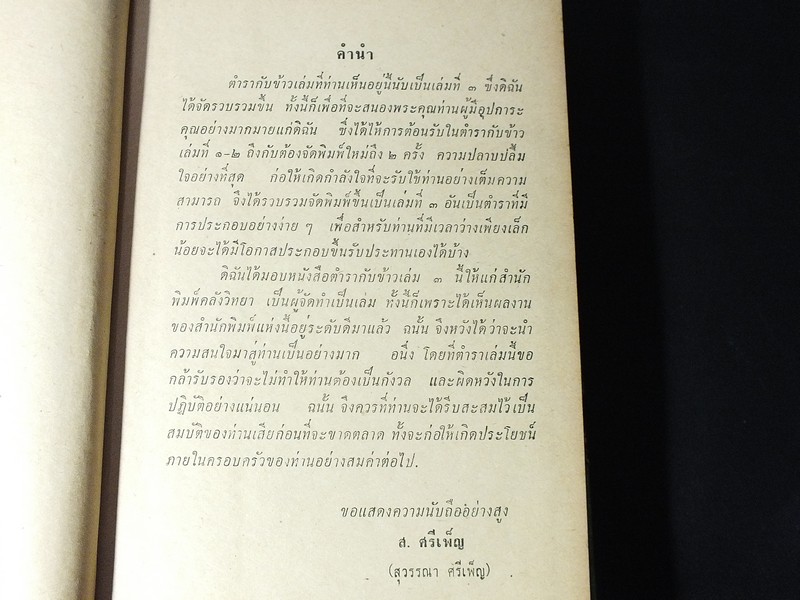 คำนำ
ตำรากับข้าวเล่มที่ท่านเห็นอยู่นี้นับเป็นเล่มที่ ๓ ซึ่งดิฉัน
ได้จัดรวบรวมขึ้น ทั้งนี้ก็เพื่อที่จะสนองพระคุณท่านผู้มีอุปการะ
คุณอย่างมากมายแก่ดิฉัน ซึ่งได้ให้การต้อนรับในตำรากับข้าว
เล่มที่ ๑-๒ ถึงกับต้องจัดพิมพ์ใหม่ถึง ๒ ครั้ง ความปลาบปลื้ม
ใจอย่างที่สุด ก่อให้เกิดกำลังใจที่จะรับใช้ท่านอย่างเต็มความ
สามารถ จึงได้รวบรวมจัดพิมพ์ขึ้นเป็นเล่มที่ ๓ อันเป็นตำราที่มี
การประกอบอย่างง่าย ๆ เพื่อสำหรับท่านที่มีเวลาว่างเพียงเล็ก
น้อยจะได้มีโอกาสประกอบขึ้นรับประทานเองได้บ้าง
ดิฉันได้มอบหนังสือตำรากับข้าวเล่ม ๓ นี้ให้แก่สำนัก
พิมพ์คลังวิทยา เป็นผู้จัดทำเป็นเล่ม ทั้งนี้ก็เพราะได้เห็นผลงาน
ของสำนักพิมพ์แห่งนี้อยู่ระดับดีมาแล้ว ฉนั้น จึงหวังได้ว่าจะนำ
ความสนใจมาสู่ท่านเป็นอย่างมาก อนึ่ง โดยที่ตำราเล่มนี้ขอ
กล้ารับรองว่าจะไม่ทำให้ท่านต้องเป็นกังวล และผิดหวังในการ
ปฏิบัติอย่างแน่นอน ฉนั้น จึงควรที่ท่านจะได้รีบสะสมไว้เป็น
สมบัติของท่านเสียก่อนที่จะขาดตลาด ทั้งจะก่อให้เกิดประโยชน์
ภายในครอบครัวของท่านอย่างสมค่าต่อไป.
ขอแสดงความนับถืออย่างสูง
ส. ศรีเพ็ญ
(สุวรรณา ศรีเพ็ญ)